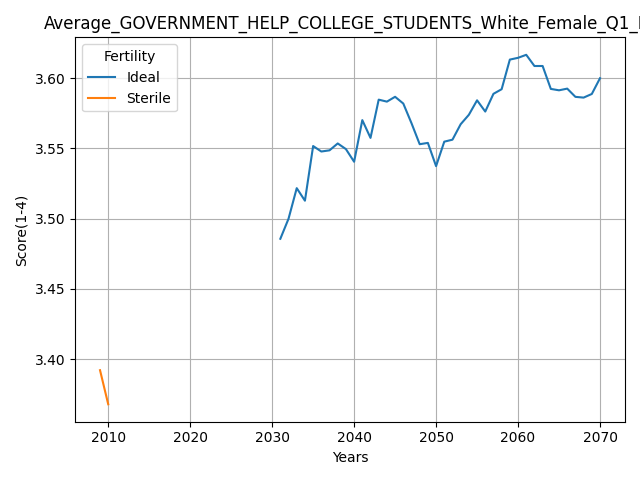 Average_GOVERNMENT_HELP_COLLEGE_STUDENTS_White_Female_Q1_
Fertility
Ideal
Sterile
Score(1-4)
3.60
3.55
3.50
3.45
3.40
2010 2020 2030 2040 2050 2060 2070
Years